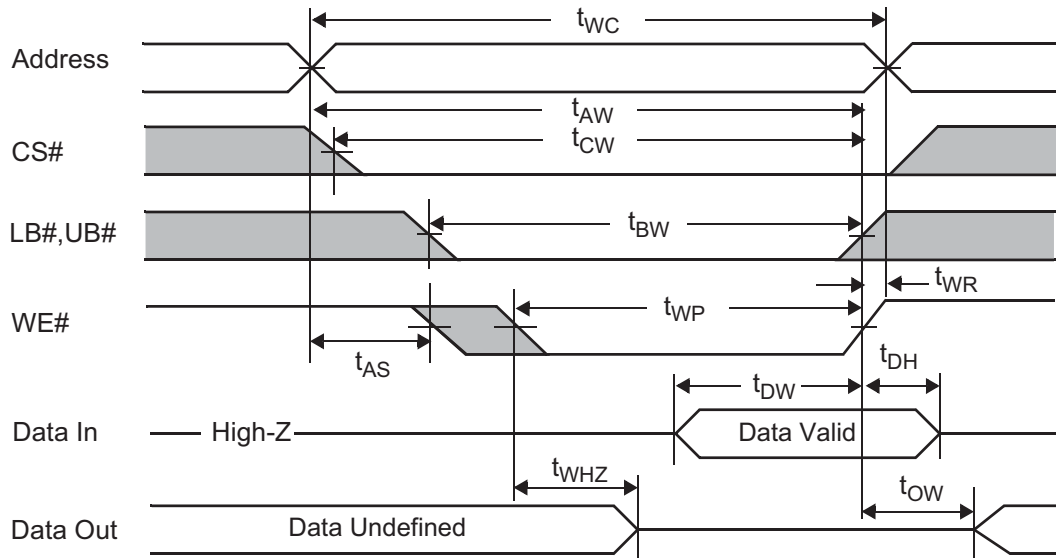 tWC
Address
tAW
tCW
CS#
tBW
LB#,UB#
tWR
tWP
WE#
tAS
tDH
tDW
Data In
High-Z
Data Valid
tWHZ
tOW
Data Out
Data Undefined